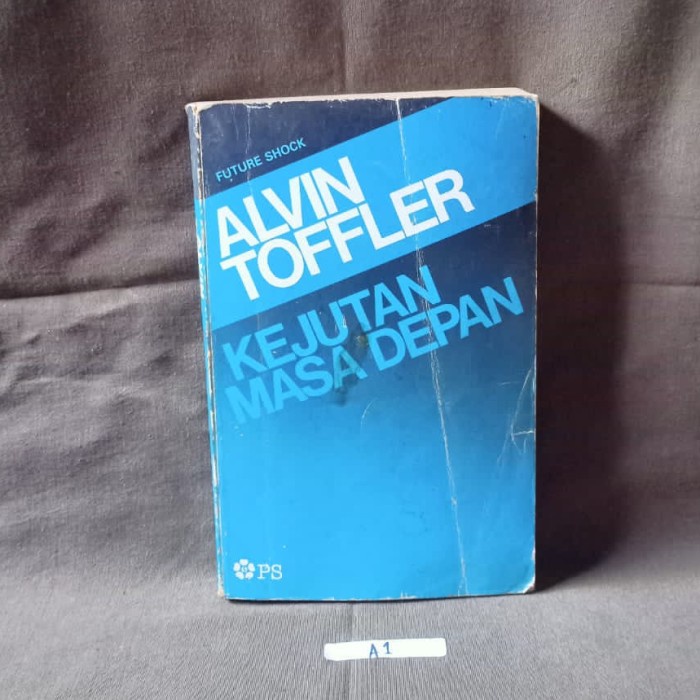 FUTURE SHOCK
ALVIN
TOFFLER
KEJUTAN
MASA DEPAN
PS
A1